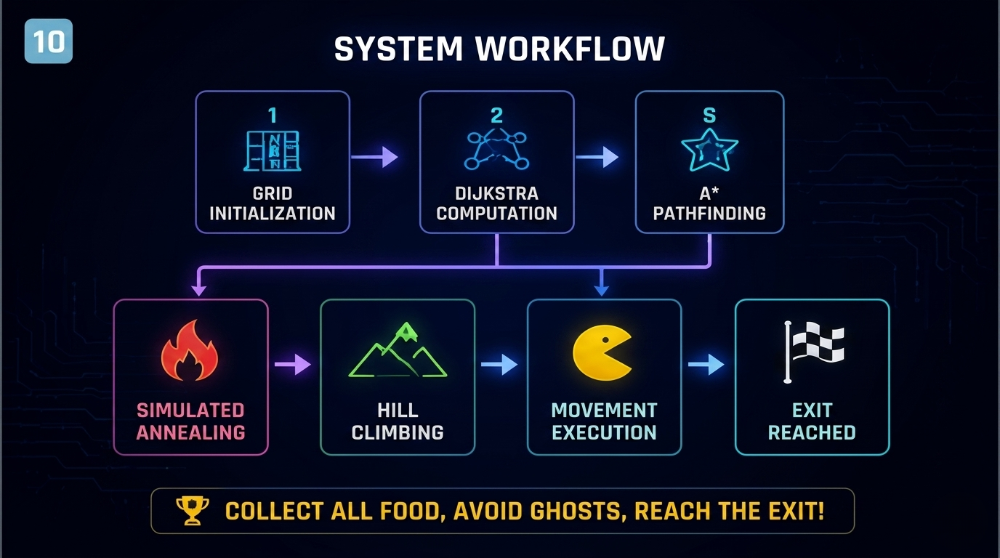 10
SYSTEM WORKFLOW
1
GRID
INITIALIZATION
2
DIJKSTRA
COMPUTATION
S
A*
PATHFINDING
SIMULATED
ANNEALING
HILL
CLIMBING
MOVEMENT
EXECUTION
EXIT
REACHED
COLLECT ALL FOOD, AVOID GHOSTS, REACH THE EXIT!